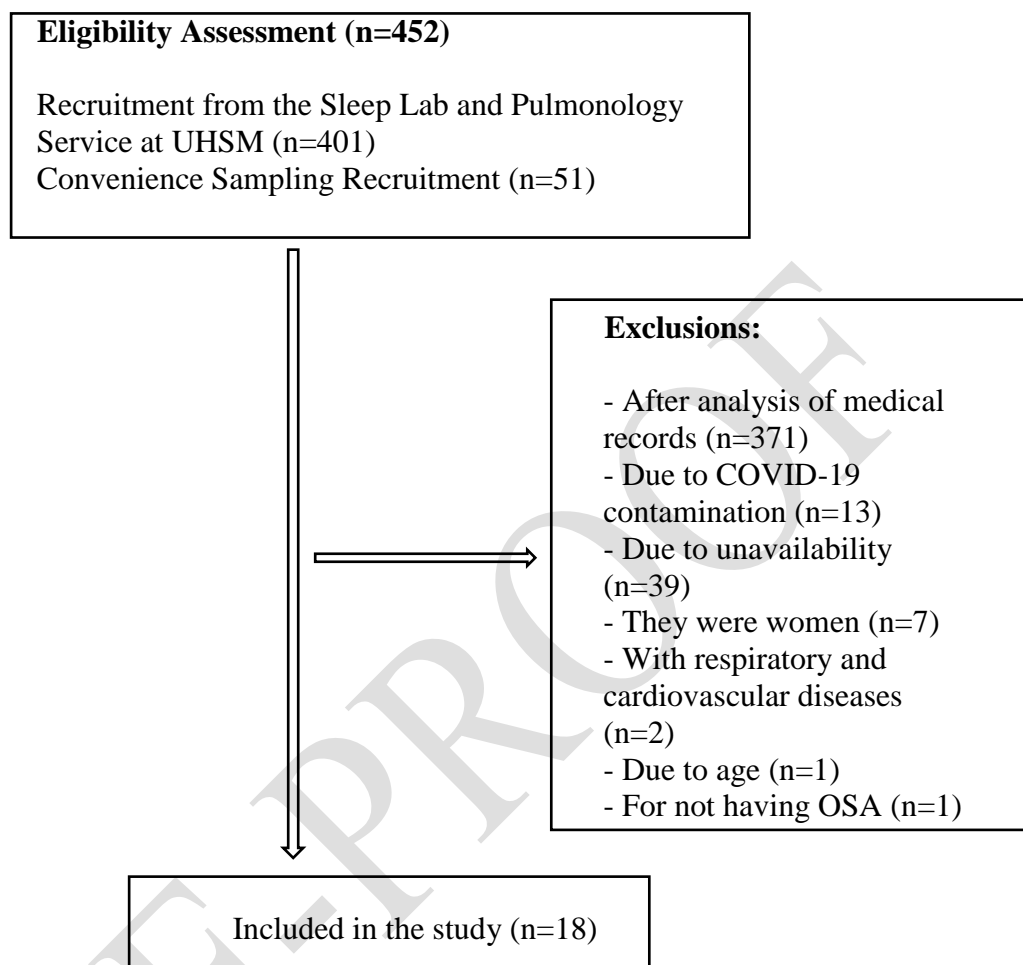 Eligibility Assessment (n=452)
Recruitment from the Sleep Lab and Pulmonology
Service at UHSM (n=401)
Convenience Sampling Recruitment (n=51)
Exclusions:
- After analysis of medical
records (n=371)
- Due to COVID-19
contamination (n=13)
- Due to unavailability
(n=39)
- They were women (n=7)
- With respiratory and
cardiovascular diseases
(n=2)
- Due to age (n=1)
- For not having OSA (n=1)
Included in the study (n=18)
E-PROOF